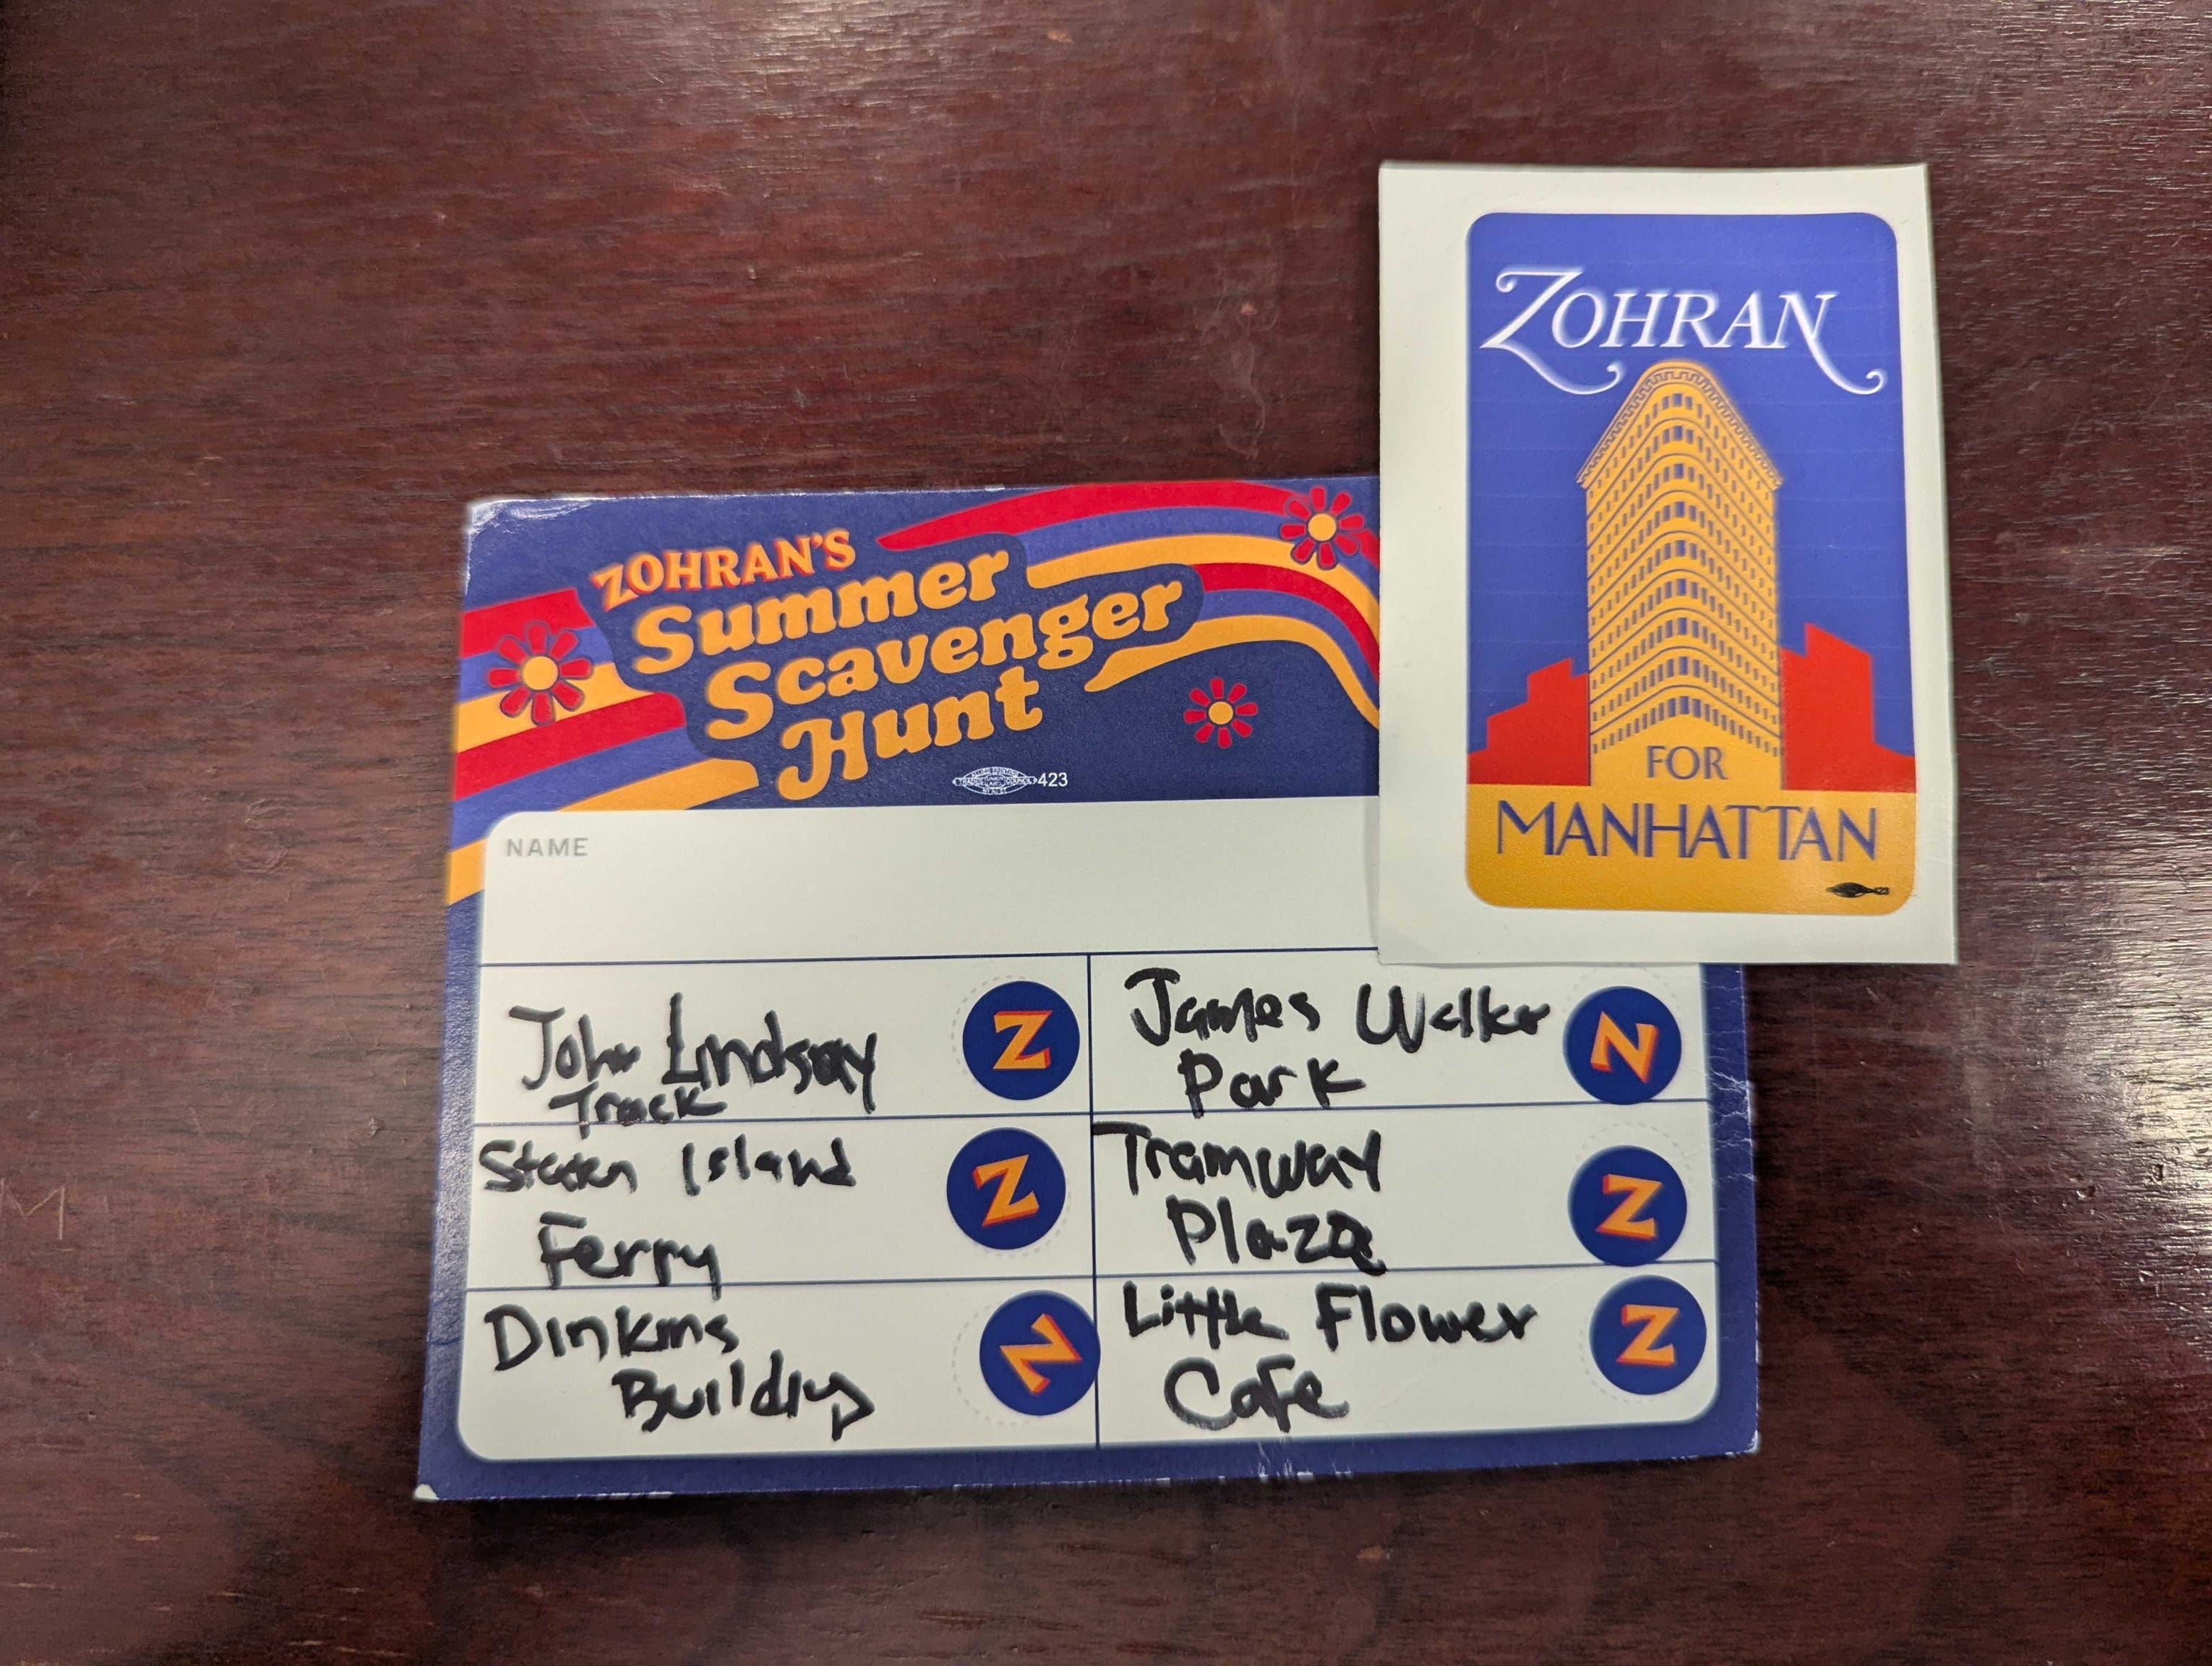 ZOHRAN'S
Summer
Scavenger
Hunt
423
NAME
John Lindsay
Track
Z
James Walker
Park
Z
Staten Island
Ferry
Z
Tramway
Plaza
Z
Dinkins
Building
Z
Little Flower
Cafe
Z
ZOHRAN
FOR
MANHATTAN